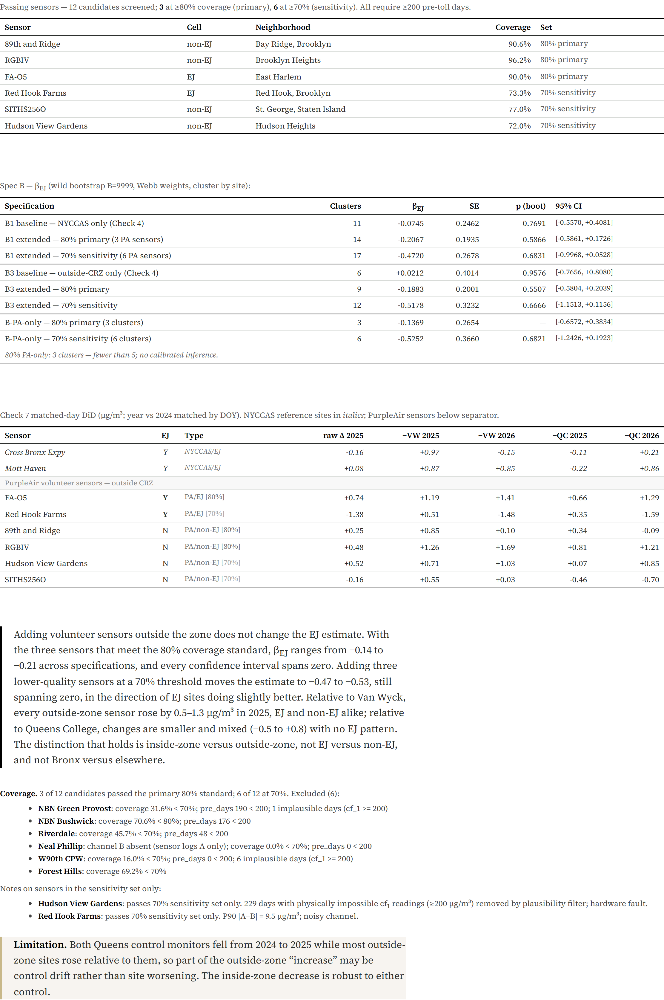 Passing sensors — 12 candidates screened; 3 at ≥80% coverage (primary), 6 at ≥70% (sensitivity). All require ≥200 pre-toll days.
Sensor Cell Neighborhood Coverage Set
89th and Ridge non-EJ Bay Ridge, Brooklyn 90.6% 80% primary
RGBIV non-EJ Brooklyn Heights 96.2% 80% primary
FA-O5 EJ East Harlem 90.0% 80% primary
Red Hook Farms EJ Red Hook, Brooklyn 73.3% 70% sensitivity
SITHS256O non-EJ St. George, Staten Island 77.0% 70% sensitivity
Hudson View Gardens non-EJ Hudson Heights 72.0% 70% sensitivity
Spec B — βEJ (wild bootstrap B=9999, Webb weights, cluster by site):
Specification Clusters βEJ SE p (boot) 95% CI
B1 baseline — NYCCAS only (Check 4) 11 -0.0745 0.2462 0.7691 [-0.5570, +0.4081]
B1 extended — 80% primary (3 PA sensors) 14 -0.2067 0.1935 0.5866 [-0.5861, +0.1726]
B1 extended — 70% sensitivity (6 PA sensors) 17 -0.4720 0.2678 0.6831 [-0.9968, +0.0528]
B3 baseline — outside-CRZ only (Check 4) 6 +0.0212 0.4014 0.9576 [-0.7656, +0.8080]
B3 extended — 80% primary 9 -0.1883 0.2001 0.5507 [-0.5804, +0.2039]
B3 extended — 70% sensitivity 12 -0.5178 0.3232 0.6666 [-1.1513, +0.1156]
B-PA-only — 80% primary (3 clusters) 3 -0.1369 0.2654 — [-0.6572, +0.3834]
B-PA-only — 70% sensitivity (6 clusters) 6 -0.5252 0.3660 0.6821 [-1.2426, +0.1923]
80% PA-only: 3 clusters — fewer than 5; no calibrated inference.
Check 7 matched-day DiD (µg/m³; year vs 2024 matched by DOY). NYCCAS reference sites in italics; PurpleAir sensors below separator.
Sensor EJ Type raw Δ 2025 −VW 2025 −VW 2026 −QC 2025 −QC 2026
Cross Bronx Expy Y NYCCAS/EJ -0.16 +0.97 -0.15 -0.11 +0.21
Mott Haven Y NYCCAS/EJ +0.08 +0.87 +0.85 -0.22 +0.86
PurpleAir volunteer sensors — outside CRZ
FA-O5 Y PA/EJ [80%] +0.74 +1.19 +1.41 +0.66 +1.29
Red Hook Farms Y PA/EJ [70%] -1.38 +0.51 -1.48 +0.35 -1.59
89th and Ridge N PA/non-EJ [80%] +0.25 +0.85 +0.10 +0.34 -0.09
RGBIV N PA/non-EJ [80%] +0.48 +1.26 +1.69 +0.81 +1.21
Hudson View Gardens N PA/non-EJ [70%] +0.52 +0.71 +1.03 +0.07 +0.85
SITHS256O N PA/non-EJ [70%] -0.16 +0.55 +0.03 -0.46 -0.70
Adding volunteer sensors outside the zone does not change the EJ estimate. With
the three sensors that meet the 80% coverage standard, βEJ ranges from −0.14 to
−0.21 across specifications, and every confidence interval spans zero. Adding three
lower-quality sensors at a 70% threshold moves the estimate to −0.47 to −0.53, still
spanning zero, in the direction of EJ sites doing slightly better. Relative to Van Wyck,
every outside-zone sensor rose by 0.5–1.3 µg/m³ in 2025, EJ and non-EJ alike; relative
to Queens College, changes are smaller and mixed (−0.5 to +0.8) with no EJ pattern.
The distinction that holds is inside-zone versus outside-zone, not EJ versus non-EJ,
and not Bronx versus elsewhere.
Coverage. 3 of 12 candidates passed the primary 80% standard; 6 of 12 at 70%. Excluded (6):
• NBN Green Provost: coverage 31.6% < 70%; pre_days 190 < 200; 1 implausible days (cf_1 >= 200)
• NBN Bushwick: coverage 70.6% < 80%; pre_days 176 < 200
• Riverdale: coverage 45.7% < 70%; pre_days 48 < 200
• Neal Phillip: channel B absent (sensor logs A only); coverage 0.0% < 70%; pre_days 0 < 200
• W90th CPW: coverage 16.0% < 70%; pre_days 0 < 200; 6 implausible days (cf_1 >= 200)
• Forest Hills: coverage 69.2% < 70%
Notes on sensors in the sensitivity set only:
• Hudson View Gardens: passes 70% sensitivity set only. 229 days with physically impossible cf1 readings (≥200 µg/m³) removed by plausibility filter; hardware fault.
• Red Hook Farms: passes 70% sensitivity set only. P90 |A−B| = 9.5 µg/m³; noisy channel.
Limitation. Both Queens control monitors fell from 2024 to 2025 while most outside-
zone sites rose relative to them, so part of the outside-zone “increase” may be
control drift rather than site worsening. The inside-zone decrease is robust to either
control.